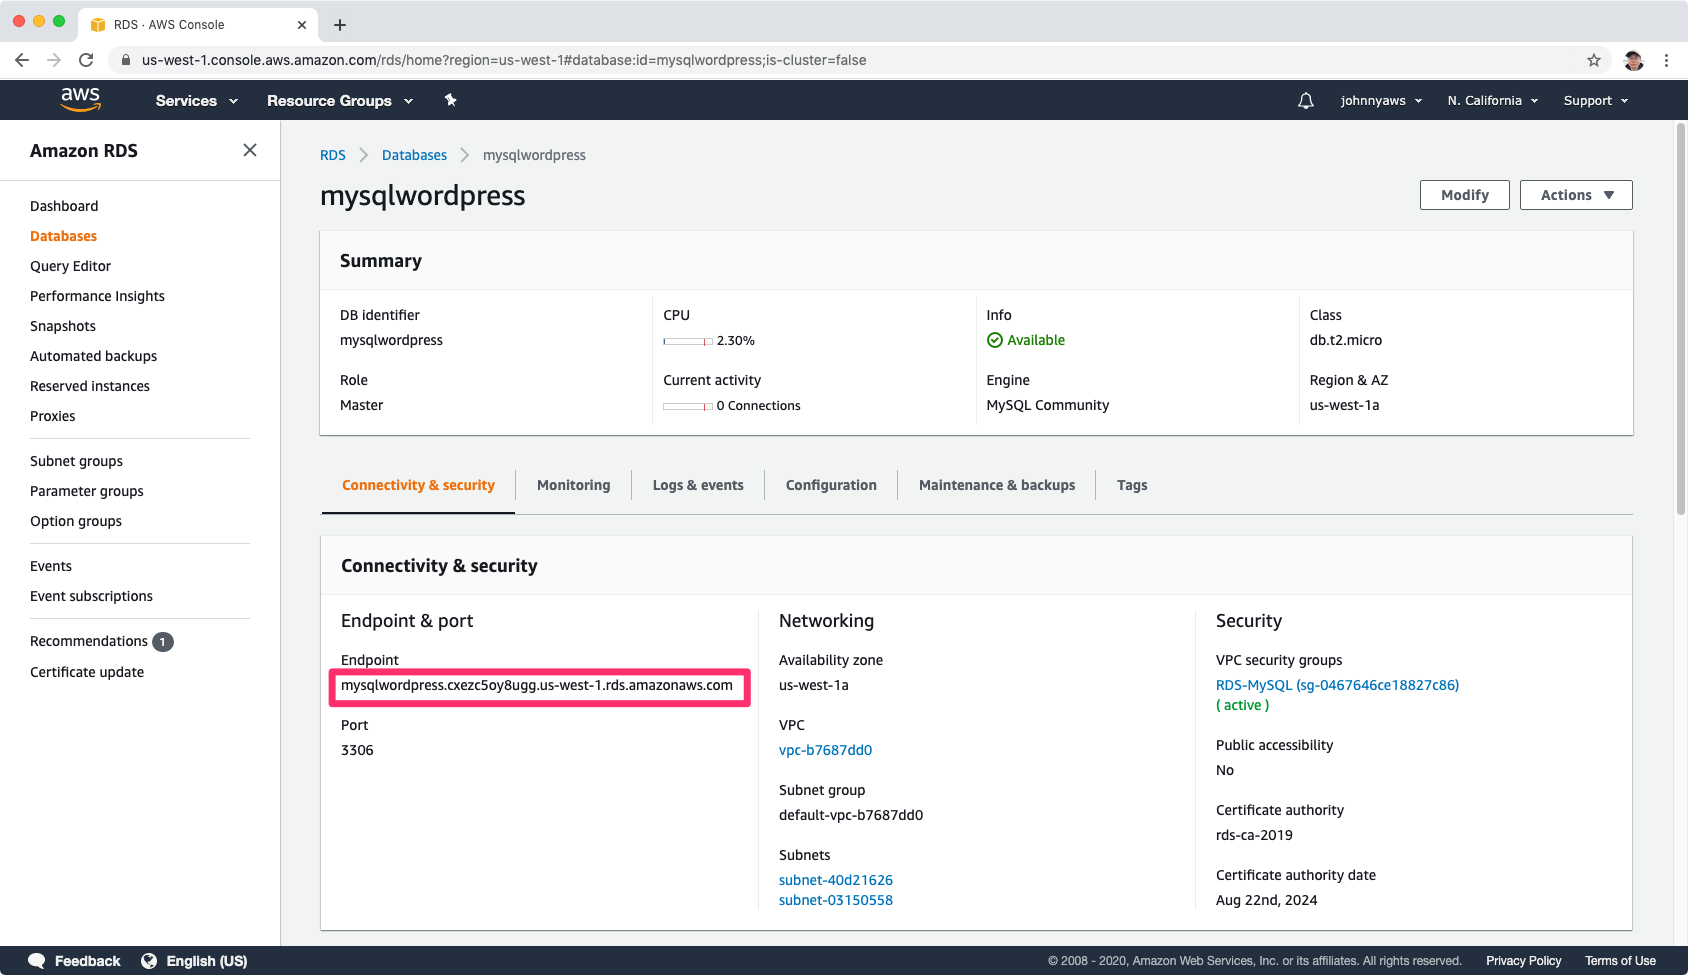 RDS · AWS Console
us-west-1.console.aws.amazon.com/rds/home?region=us-west-1#database:id=mysqlwordpress;is-cluster=false
aws
Services
Resource Groups
johnnyaws
N. California
Support
Amazon RDS
Dashboard
Databases
Query Editor
Performance Insights
Snapshots
Automated backups
Reserved instances
Proxies
Subnet groups
Parameter groups
Option groups
Events
Event subscriptions
Recommendations 1
Certificate update
RDS
Databases
mysqlwordpress
mysqlwordpress
Modify
Actions
Summary
DB identifier
mysqlwordpress
Role
Master
CPU
2.30%
Current activity
0 Connections
Info
Available
Engine
MySQL Community
Class
db.t2.micro
Region & AZ
us-west-1a
Connectivity & security
Monitoring
Logs & events
Configuration
Maintenance & backups
Tags
Connectivity & security
Endpoint & port
Endpoint
mysqlwordpress.cxezc5oy8ugg.us-west-1.rds.amazonaws.com
Port
3306
Networking
Availability zone
us-west-1a
VPC
vpc-b7687dd0
Subnet group
default-vpc-b7687dd0
Subnets
subnet-40d21626
subnet-03150558
Security
VPC security groups
RDS-MySQL (sg-0467646ce18827c86)
( active )
Public accessibility
No
Certificate authority
rds-ca-2019
Certificate authority date
Aug 22nd, 2024
Feedback
English (US)
© 2008 - 2020, Amazon Web Services, Inc. or its affiliates. All rights reserved.
Privacy Policy
Terms of Use